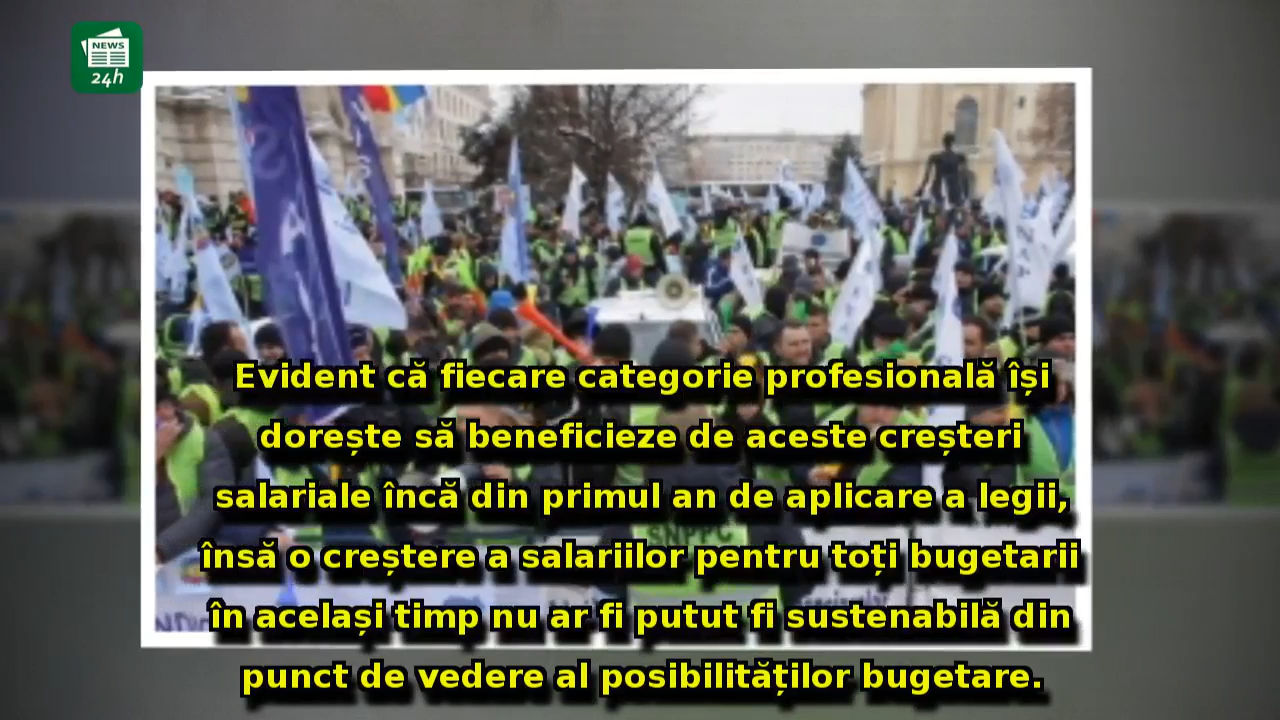 NEWS
24h
Evident că fiecare categorie profesională își
dorește să beneficieze de aceste creșteri
salariale încă din primul an de aplicare a legii,
însă o creștere a salariilor pentru toți bugetarii
SNPPC
în același timp nu ar fi putut fi sustenabilă din
punct de vedere al posibilităților bugetare.